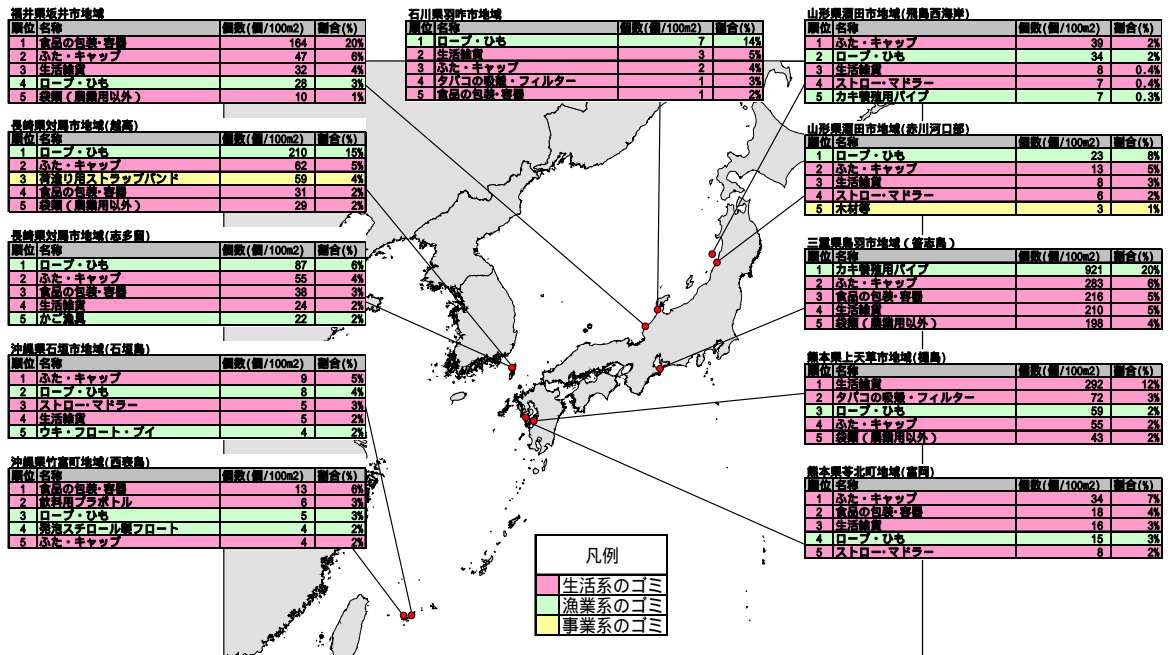 福井県坂井市地域
順位 名称 個数(個/100m2) 割合(%)
1 食品の包装・容器 164 20%
2 ふた・キャップ 47 6%
3 生活雑貨 32 4%
4 ロープ・ひも 28 3%
5 袋類(農業用以外) 10 1%
長崎県対馬市地域(越高)
順位 名称 個数(個/100m2) 割合(%)
1 ロープ・ひも 210 15%
2 ふた・キャップ 62 5%
3 荷造り用ストラップバンド 59 4%
4 食品の包装・容器 31 2%
5 袋類(農業用以外) 29 2%
長崎県対馬市地域(志多留)
順位 名称 個数(個/100m2) 割合(%)
1 ロープ・ひも 87 6%
2 ふた・キャップ 55 4%
3 食品の包装・容器 38 3%
4 生活雑貨 24 2%
5 かご漁具 22 2%
沖縄県石垣市地域(石垣島)
順位 名称 個数(個/100m2) 割合(%)
1 ふた・キャップ 9 5%
2 ロープ・ひも 8 4%
3 ストロー・マドラー 5 3%
4 生活雑貨 5 2%
5 ウキ・フロート・ブイ 4 2%
沖縄県竹富町地域(西表島)
順位 名称 個数(個/100m2) 割合(%)
1 食品の包装・容器 13 6%
2 飲料用プラボトル 6 3%
3 ロープ・ひも 5 3%
4 発泡スチロール製フロート 4 2%
5 ふた・キャップ 4 2%
石川県羽咋市地域
順位 名称 個数(個/100m2) 割合(%)
1 ロープ・ひも 7 14%
2 生活雑貨 3 5%
3 ふた・キャップ 2 4%
4 タバコの吸殻・フィルター 1 3%
5 食品の包装・容器 1 2%
山形県酒田市地域(飛島西海岸)
順位 名称 個数(個/100m2) 割合(%)
1 ふた・キャップ 39 2%
2 ロープ・ひも 34 2%
3 生活雑貨 8 0.4%
4 ストロー・マドラー 7 0.4%
5 カキ養殖用パイプ 7 0.3%
山形県酒田市地域(赤川河口部)
順位 名称 個数(個/100m2) 割合(%)
1 ロープ・ひも 23 8%
2 ふた・キャップ 13 5%
3 生活雑貨 8 3%
4 ストロー・マドラー 6 2%
5 木材等 3 1%
三重県鳥羽市地域(答志島)
順位 名称 個数(個/100m2) 割合(%)
1 カキ養殖用パイプ 921 20%
2 ふた・キャップ 283 6%
3 食品の包装・容器 216 5%
4 生活雑貨 210 5%
5 袋類(農業用以外) 198 4%
熊本県上天草市地域(樋島)
順位 名称 個数(個/100m2) 割合(%)
1 生活雑貨 292 12%
2 タバコの吸殻・フィルター 72 3%
3 ロープ・ひも 59 2%
4 ふた・キャップ 55 2%
5 袋類(農業用以外) 43 2%
熊本県苓北町地域(富岡)
順位 名称 個数(個/100m2) 割合(%)
1 ふた・キャップ 34 7%
2 食品の包装・容器 18 4%
3 生活雑貨 16 3%
4 ロープ・ひも 15 3%
5 ストロー・マドラー 8 2%
凡例
生活系のゴミ
漁業系のゴミ
事業系のゴミ